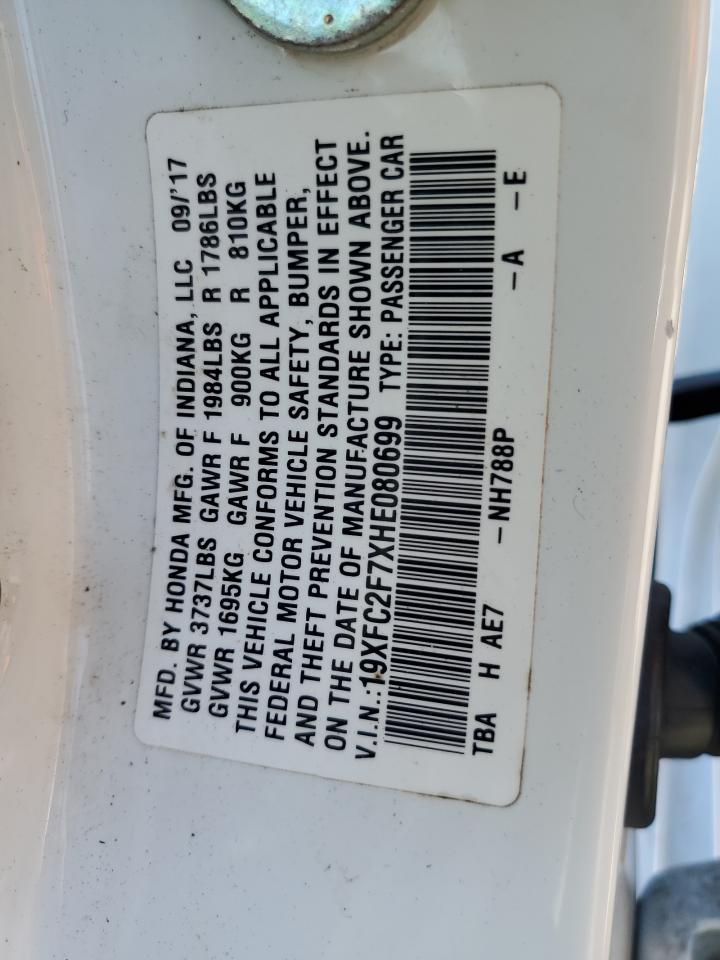 MFD. BY HONDA MFG. OF INDIANA, LLC 09/'17
GVWR 3737LBS GAWR F 1984LBS R 1786LBS
GVWR 1695KG GAWR F 900KG R 810KG
THIS VEHICLE CONFORMS TO ALL APPLICABLE
FEDERAL MOTOR VEHICLE SAFETY, BUMPER,
AND THEFT PREVENTION STANDARDS IN EFFECT
ON THE DATE OF MANUFACTURE SHOWN ABOVE.
V.I.N.:19XFC2F7XHE080699 TYPE: PASSENGER CAR
TBA H AE7 -NH788P -A -E